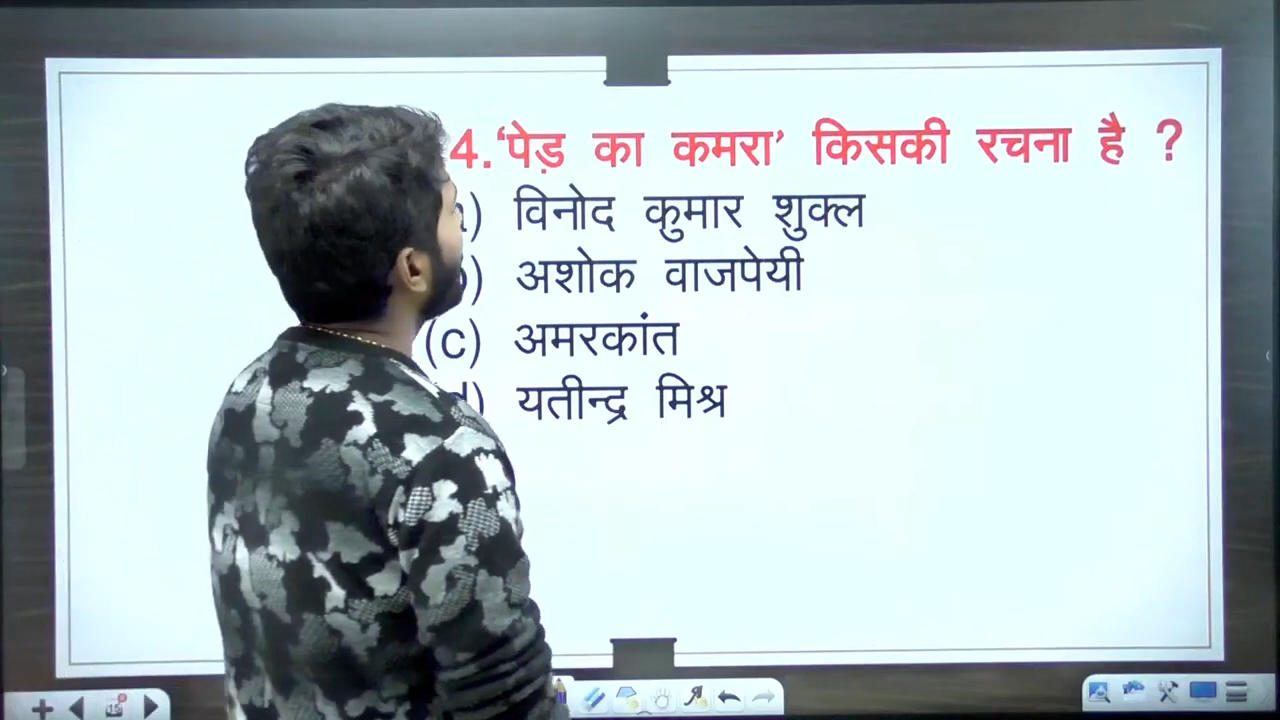 4.‘पेड़ का कमरा’ किसकी रचना है ?
विनोद कुमार शुक्ल
अशोक वाजपेयी
(c) अमरकांत
यतीन्द्र मिश्र